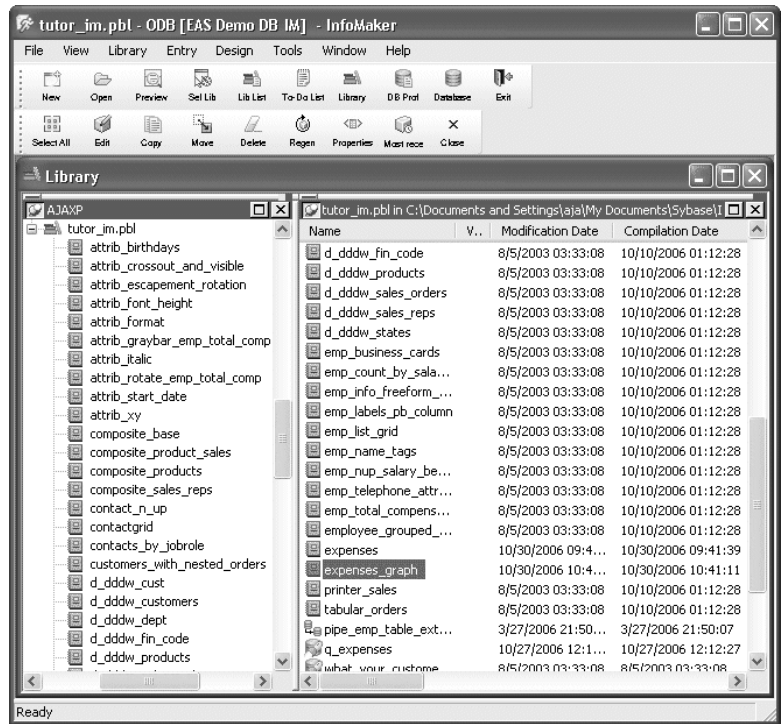 tutor_im.pbl - ODB [EAS Demo DB IM] - InfoMaker
File View Library Entry Design Tools Window Help
New Open Preview Sel Lib Lib List To-Do List Library DB Prof Database Exit
Select All Edit Copy Move Delete Regen Properties Most rece Close
Library
AJAXP
tutor_im.pbl
attrib_birthdays
attrib_crossout_and_visible
attrib_escapement_rotation
attrib_font_height
attrib_format
attrib_graybar_emp_total_comp
attrib_italic
attrib_rotate_emp_total_comp
attrib_start_date
attrib_xy
composite_base
composite_product_sales
composite_products
composite_sales_reps
contact_n_up
contactgrid
contacts_by_jobrole
customers_with_nested_orders
d_dddw_cust
d_dddw_customers
d_dddw_dept
d_dddw_fin_code
d_dddw_products
tutor_im.pbl in C:\Documents and Settings\aja\My Documents\Sybase\I
Name V.. Modification Date Compilation Date
d_dddw_fin_code 8/5/2003 03:33:08 10/10/2006 01:12:28
d_dddw_products 8/5/2003 03:33:08 10/10/2006 01:12:28
d_dddw_sales_orders 8/5/2003 03:33:08 10/10/2006 01:12:28
d_dddw_sales_reps 8/5/2003 03:33:08 10/10/2006 01:12:28
d_dddw_states 8/5/2003 03:33:08 10/10/2006 01:12:28
emp_business_cards 8/5/2003 03:33:08 10/10/2006 01:12:28
emp_count_by_sala... 8/5/2003 03:33:08 10/10/2006 01:12:28
emp_info_freeform_... 8/5/2003 03:33:08 10/10/2006 01:12:28
emp_labels_pb_column 8/5/2003 03:33:08 10/10/2006 01:12:28
emp_list_grid 8/5/2003 03:33:08 10/10/2006 01:12:28
emp_name_tags 8/5/2003 03:33:08 10/10/2006 01:12:28
emp_nup_salary_be... 8/5/2003 03:33:08 10/10/2006 01:12:28
emp_telephone_attr... 8/5/2003 03:33:08 10/10/2006 01:12:28
emp_total_compens... 8/5/2003 03:33:08 10/10/2006 01:12:28
employee_grouped_... 8/5/2003 03:33:08 10/10/2006 01:12:28
expenses 10/30/2006 09:4... 10/30/2006 09:41:39
expenses_graph 10/30/2006 10:4... 10/30/2006 10:41:11
printer_sales 8/5/2003 03:33:08 10/10/2006 01:12:28
tabular_orders 8/5/2003 03:33:08 10/10/2006 01:12:28
pipe_emp_table_ext... 3/27/2006 21:50... 3/27/2006 21:50:07
q_expenses 10/27/2006 12:1... 10/27/2006 12:12:27
what_your_custome 8/5/2003 03:33:08 8/5/2003 03:33:08
Ready